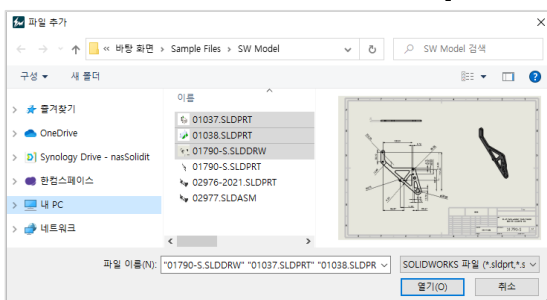 파일 추가
« 바탕 화면 › Sample Files › SW Model
SW Model 검색
구성
새 폴더
이름
즐겨찾기
OneDrive
Synology Drive - nasSolidit
한컴스페이스
내 PC
네트워크
01037.SLDPRT
01038.SLDPRT
01790-S.SLDDRW
01790-S.SLDPRT
02976-2021.SLDPRT
02977.SLDASM
파일 이름(N):
"01790-S.SLDDRW" "01037.SLDPRT" "01038.SLDPR
SOLIDWORKS 파일 (*.sldprt,*.s
열기(O)
취소